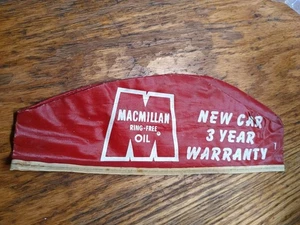 MACMILLAN
RING-FREE
OIL
NEW CAR
3 YEAR
WARRANTY